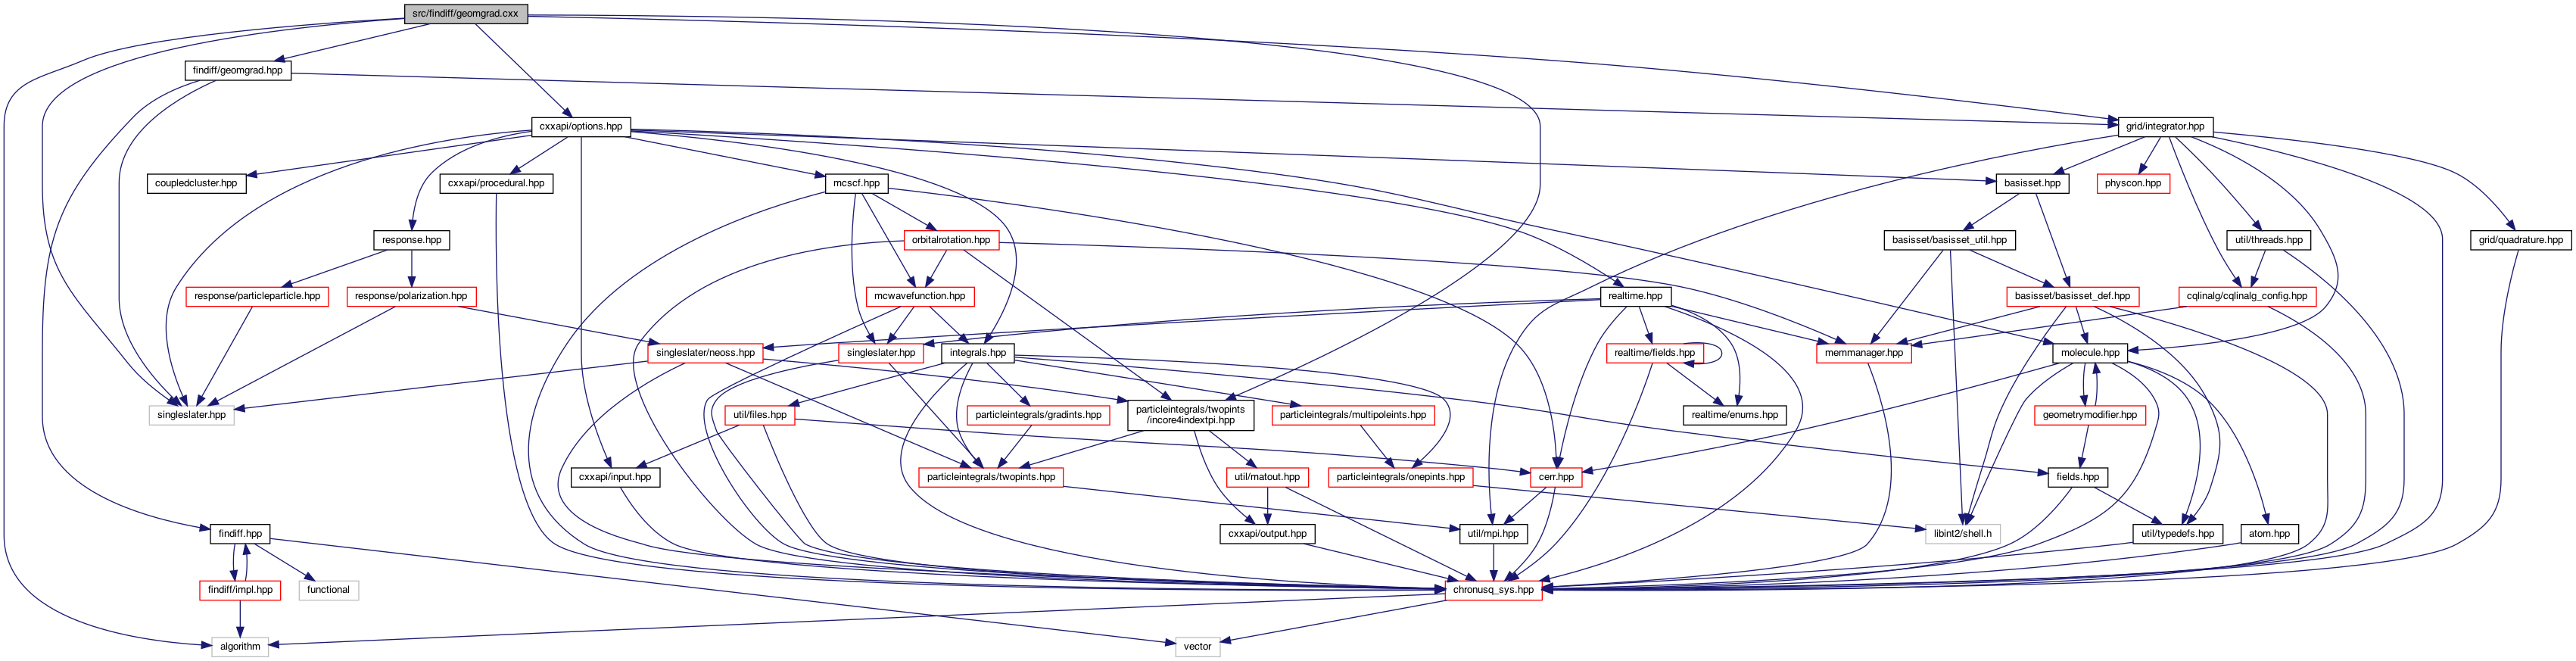 src/findiff/geomgrad.cxx
findiff/geomgrad.hpp
cxxapi/options.hpp
grid/integrator.hpp
coupledcluster.hpp
cxxapi/procedural.hpp
mcscf.hpp
basisset.hpp
physcon.hpp
response.hpp
orbitalrotation.hpp
basisset/basisset_util.hpp
util/threads.hpp
grid/quadrature.hpp
response/particleparticle.hpp
response/polarization.hpp
mcwavefunction.hpp
realtime.hpp
basisset/basisset_def.hpp
cqlinalg/cqlinalg_config.hpp
singleslater/neoss.hpp
singleslater.hpp
integrals.hpp
realtime/fields.hpp
memmanager.hpp
molecule.hpp
singleslater.hpp
util/files.hpp
particleintegrals/gradints.hpp
particleintegrals/twopints
/incore4indextpi.hpp
particleintegrals/multipoleints.hpp
realtime/enums.hpp
geometrymodifier.hpp
cxxapi/input.hpp
particleintegrals/twopints.hpp
util/matout.hpp
particleintegrals/onepints.hpp
cerr.hpp
fields.hpp
findiff.hpp
cxxapi/output.hpp
util/mpi.hpp
libint2/shell.h
util/typedefs.hpp
atom.hpp
findiff/impl.hpp
functional
chronusq_sys.hpp
algorithm
vector